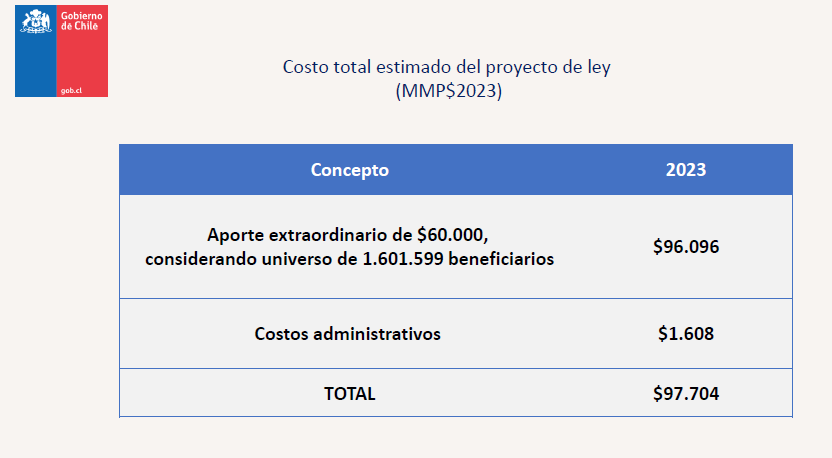 Gobierno
de Chile
gob.cl
Costo total estimado del proyecto de ley
(MMP$2023)
Concepto 2023
Aporte extraordinario de $60.000,
considerando universo de 1.601.599 beneficiarios $96.096
Costos administrativos $1.608
TOTAL $97.704